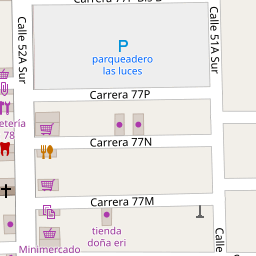 Carrera 77P Bis B
Calle 52A Sur
Calle 51A Sur
parqueadero
las luces
Carrera 77P
78
Carrera 77N
Carrera 77M
tienda
doña eri
Minimercado
Calle